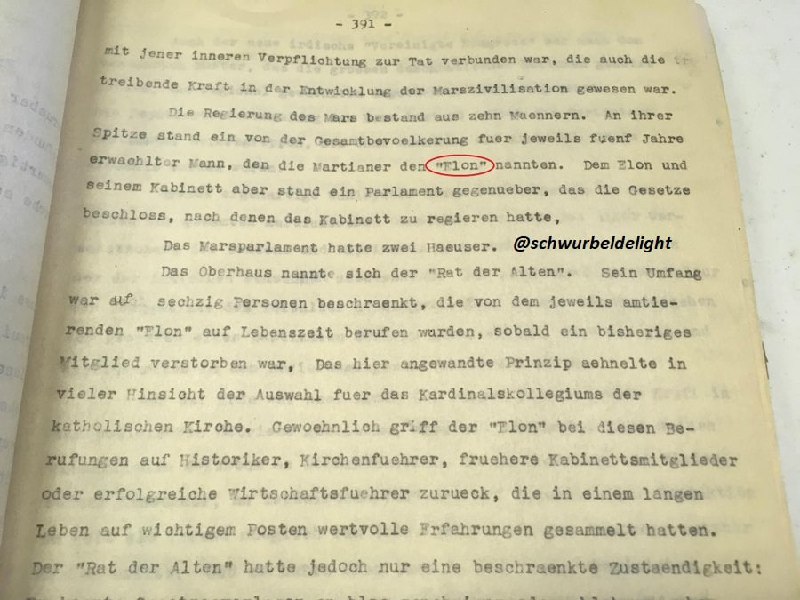 - 391 -
mit jener inneren Verpflichtung zur Tat verbunden war, die auch die
treibende Kraft in der Entwicklung der Marszivilisation gewesen war.
Die Regierung des Mars bestand aus zehn Maennern. An ihrer
Spitze stand ein von der Gesamtbevoelkerung fuer jeweils fuenf Jahre
erwaehlter Mann, den die Martianer den "Elon" nannten. Dem Elon und
seinem Kabinett aber stand ein Parlament gegenueber, das die Gesetze
beschloss, nach denen das Kabinett zu regieren hatte,
Das Marsparlament hatte zwei Haeuser. @schwurbeldelight
Das Oberhaus nannte sich der "Rat der Alten". Sein Umfang
war auf sechzig Personen beschraenkt, die von dem jeweils amtie-
renden "Elon" auf Lebenszeit berufen wurden, sobald ein bisheriges
Mitglied verstorben war, Das hier angewandte Prinzip aehnelte in
vieler Hinsicht der Auswahl fuer das Kardinalskollegiums der
katholischen Kirche. Gewoehnlich griff der "Elon" bei diesen Be-
rufungen auf Historiker, Kirchenfuehrer, fruehere Kabinettsmitglieder
oder erfolgreiche Wirtschaftsfuehrer zurueck, die in einem langen
Leben auf wichtigem Posten wertvolle Erfahrungen gesammelt hatten.
Der "Rat der Alten" hatte jedoch nur eine beschraenkte Zustaendigkeit: